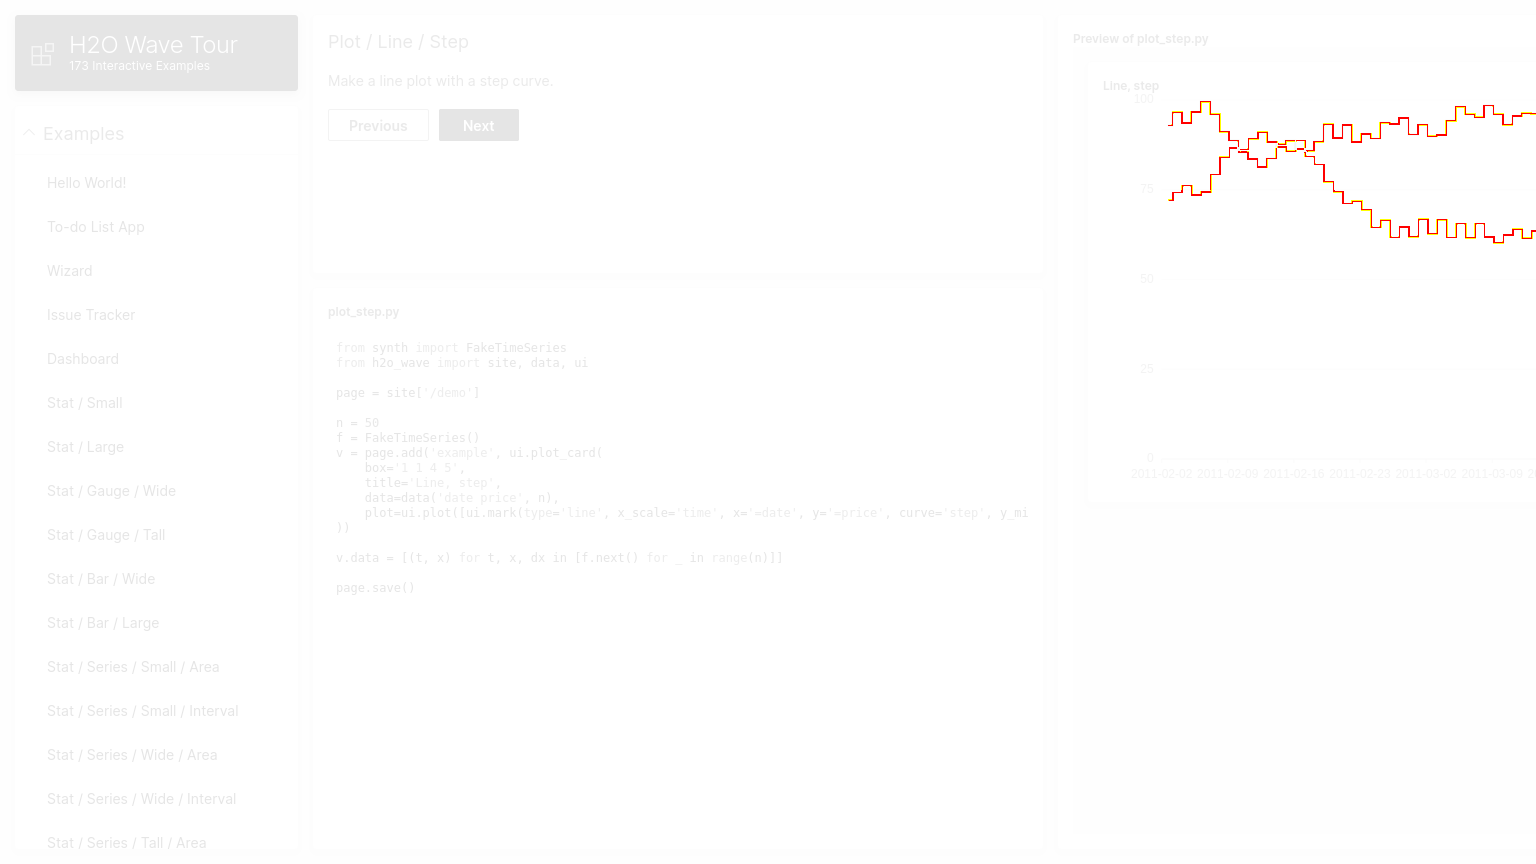 H2O Wave Tour
173 Interactive Examples
Examples
Hello World!
To-do List App
Wizard
Issue Tracker
Dashboard
Stat / Small
Stat / Large
Stat / Gauge / Wide
Stat / Gauge / Tall
Stat / Bar / Wide
Stat / Bar / Large
Stat / Series / Small / Area
Stat / Series / Small / Interval
Stat / Series / Wide / Area
Stat / Series / Wide / Interval
Stat / Series / Tall / Area
Plot / Line / Step
Make a line plot with a step curve.
Previous
Next
plot_step.py
from synth import FakeTimeSeries
from h2o_wave import site, data, ui
page = site['/demo']
n = 50
f = FakeTimeSeries()
v = page.add('example', ui.plot_card(
    box='1 1 4 5',
    title='Line, step',
    data=data('date price', n),
    plot=ui.plot([ui.mark(type='line', x_scale='time', x='=date', y='=price', curve='step', y_mi
))
v.data = [(t, x) for t, x, dx in [f.next() for _ in range(n)]]
page.save()
Preview of plot_step.py
Line, step
100
75
50
25
0
2011-02-02 2011-02-09 2011-02-16 2011-02-23 2011-03-02 2011-03-09